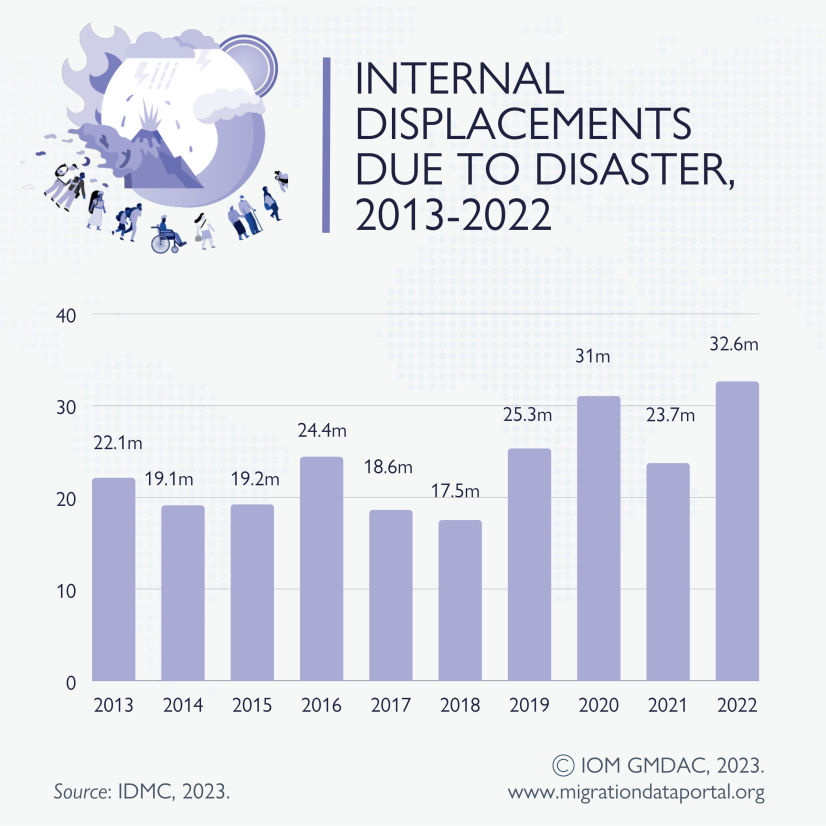 INTERNAL
DISPLACEMENTS
DUE TO DISASTER,
2013-2022
40
32.6m
31m
30
25.3m
23.7m
24.4m
22.1m
18.6m
19.1m
19.2m
17.5m
20
10
0
2013 2014 2015 2016 2017 2018 2019 2020 2021 2022
© IOM GMDAC, 2023.
Source: IDMC, 2023.
www.migrationdataportal.org